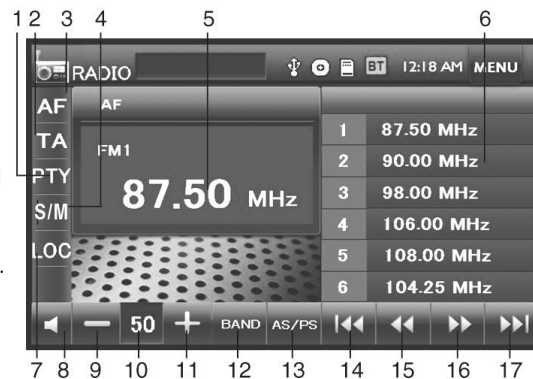 1 2 3 4 5 6
RADIO BT 12:18 AM MENU
AF AF
TA FM1
PTY 87.50 MHz
S/M
LOC
1 87.50 MHz
2 90.00 MHz
3 98.00 MHz
4 106.00 MHz
5 108.00 MHz
6 104.25 MHz
50 BAND AS/PS
7 8 9 10 11 12 13 14 15 16 17